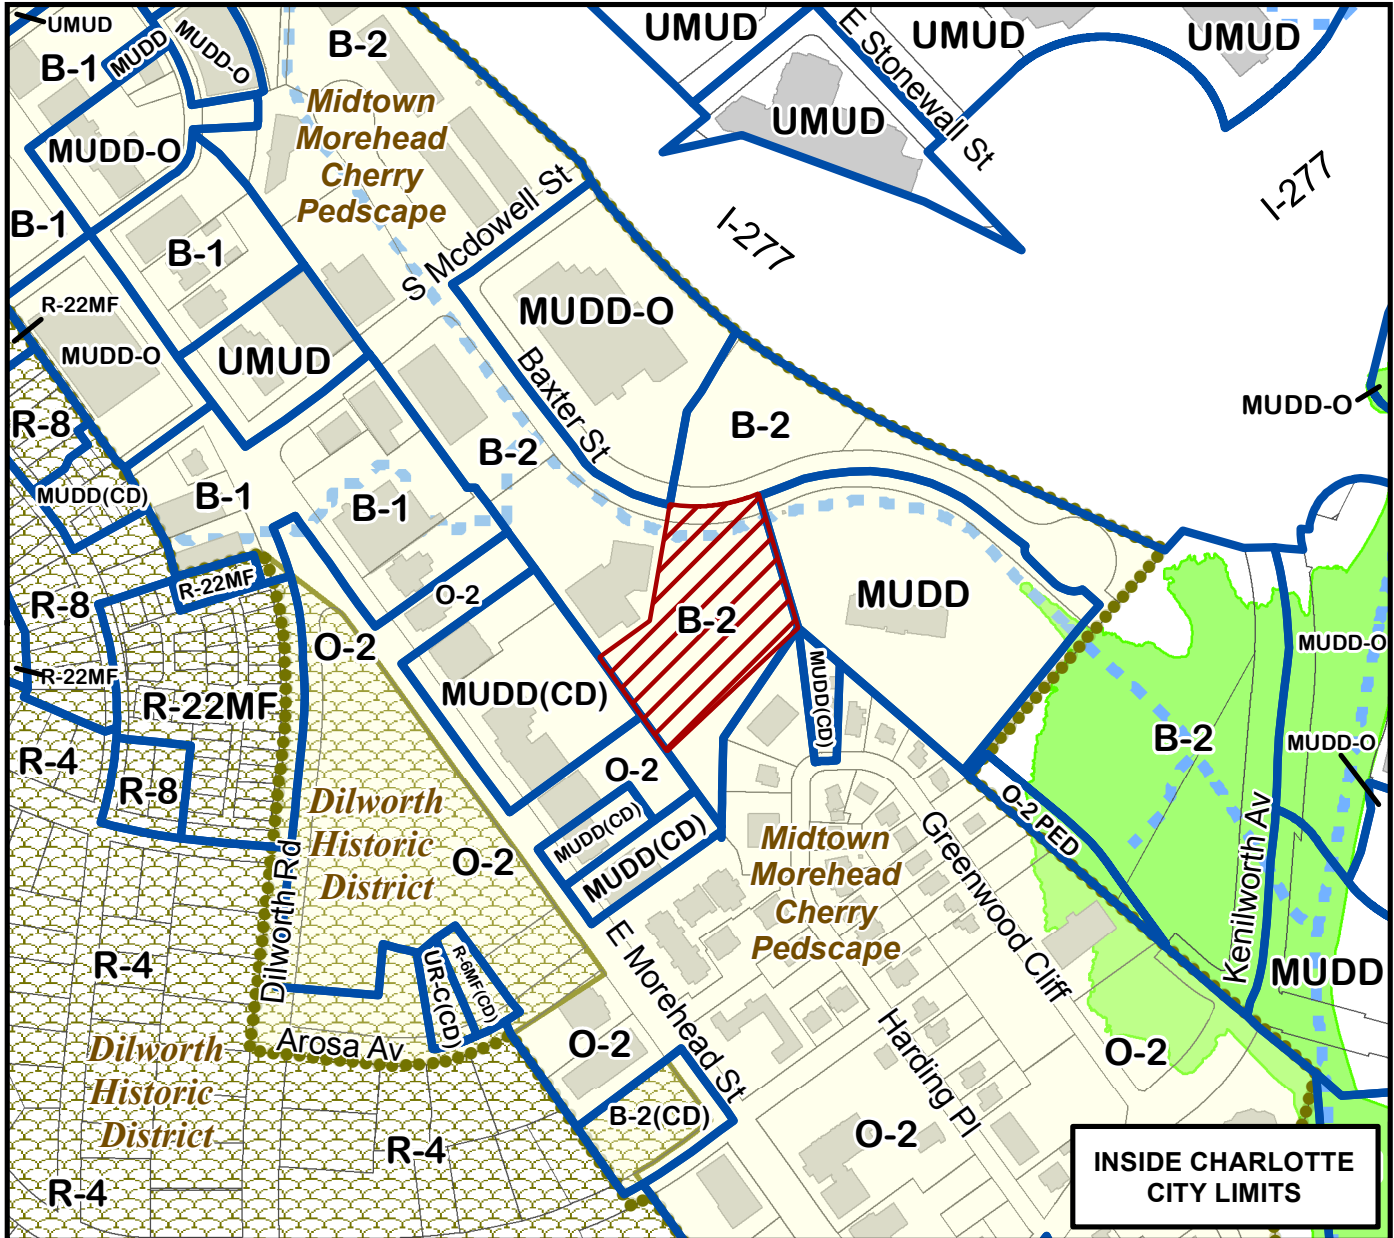 UMUD
B-1
MUDD
MUDD-O
B-2
UMUD
E Stonewall St
UMUD
UMUD
Midtown
Morehead
Cherry
Pedscape
UMUD
MUDD-O
I-277
I-277
B-1
B-1
S Mcdowell St
R-22MF
MUDD-O
MUDD-O
UMUD
Baxter St
B-2
MUDD-O
R-8
B-2
MUDD(CD)
B-1
B-1
R-22MF
O-2
MUDD
R-8
B-2
O-2
MUDD-O
R-22MF
MUDD(CD)
MUDD(CD)
R-22MF
B-2
MUDD-O
R-4
O-2
R-8
Dilworth
Historic
District
MUDD(CD)
MUDD(CD)
O-2 PED
Kenilworth Av
Midtown
Morehead
Cherry
Pedscape
Greenwood Cliff
O-2
Dilworth Rd
R-4
UR-C(CD)
R-6MF(CD)
E Morehead St
MUDD
Arosa Av
O-2
Harding Pl
O-2
Dilworth
Historic
District
B-2(CD)
O-2
R-4
R-4
INSIDE CHARLOTTE
CITY LIMITS